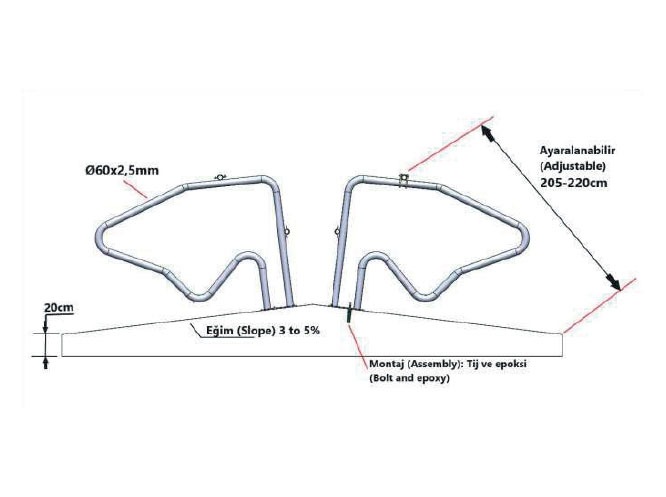 Ø60x2,5mm
Ayaralanabilir
(Adjustable)
205-220cm
20cm
Eğim (Slope) 3 to 5%
Montaj (Assembly): Tij ve epoksi
(Bolt and epoxy)